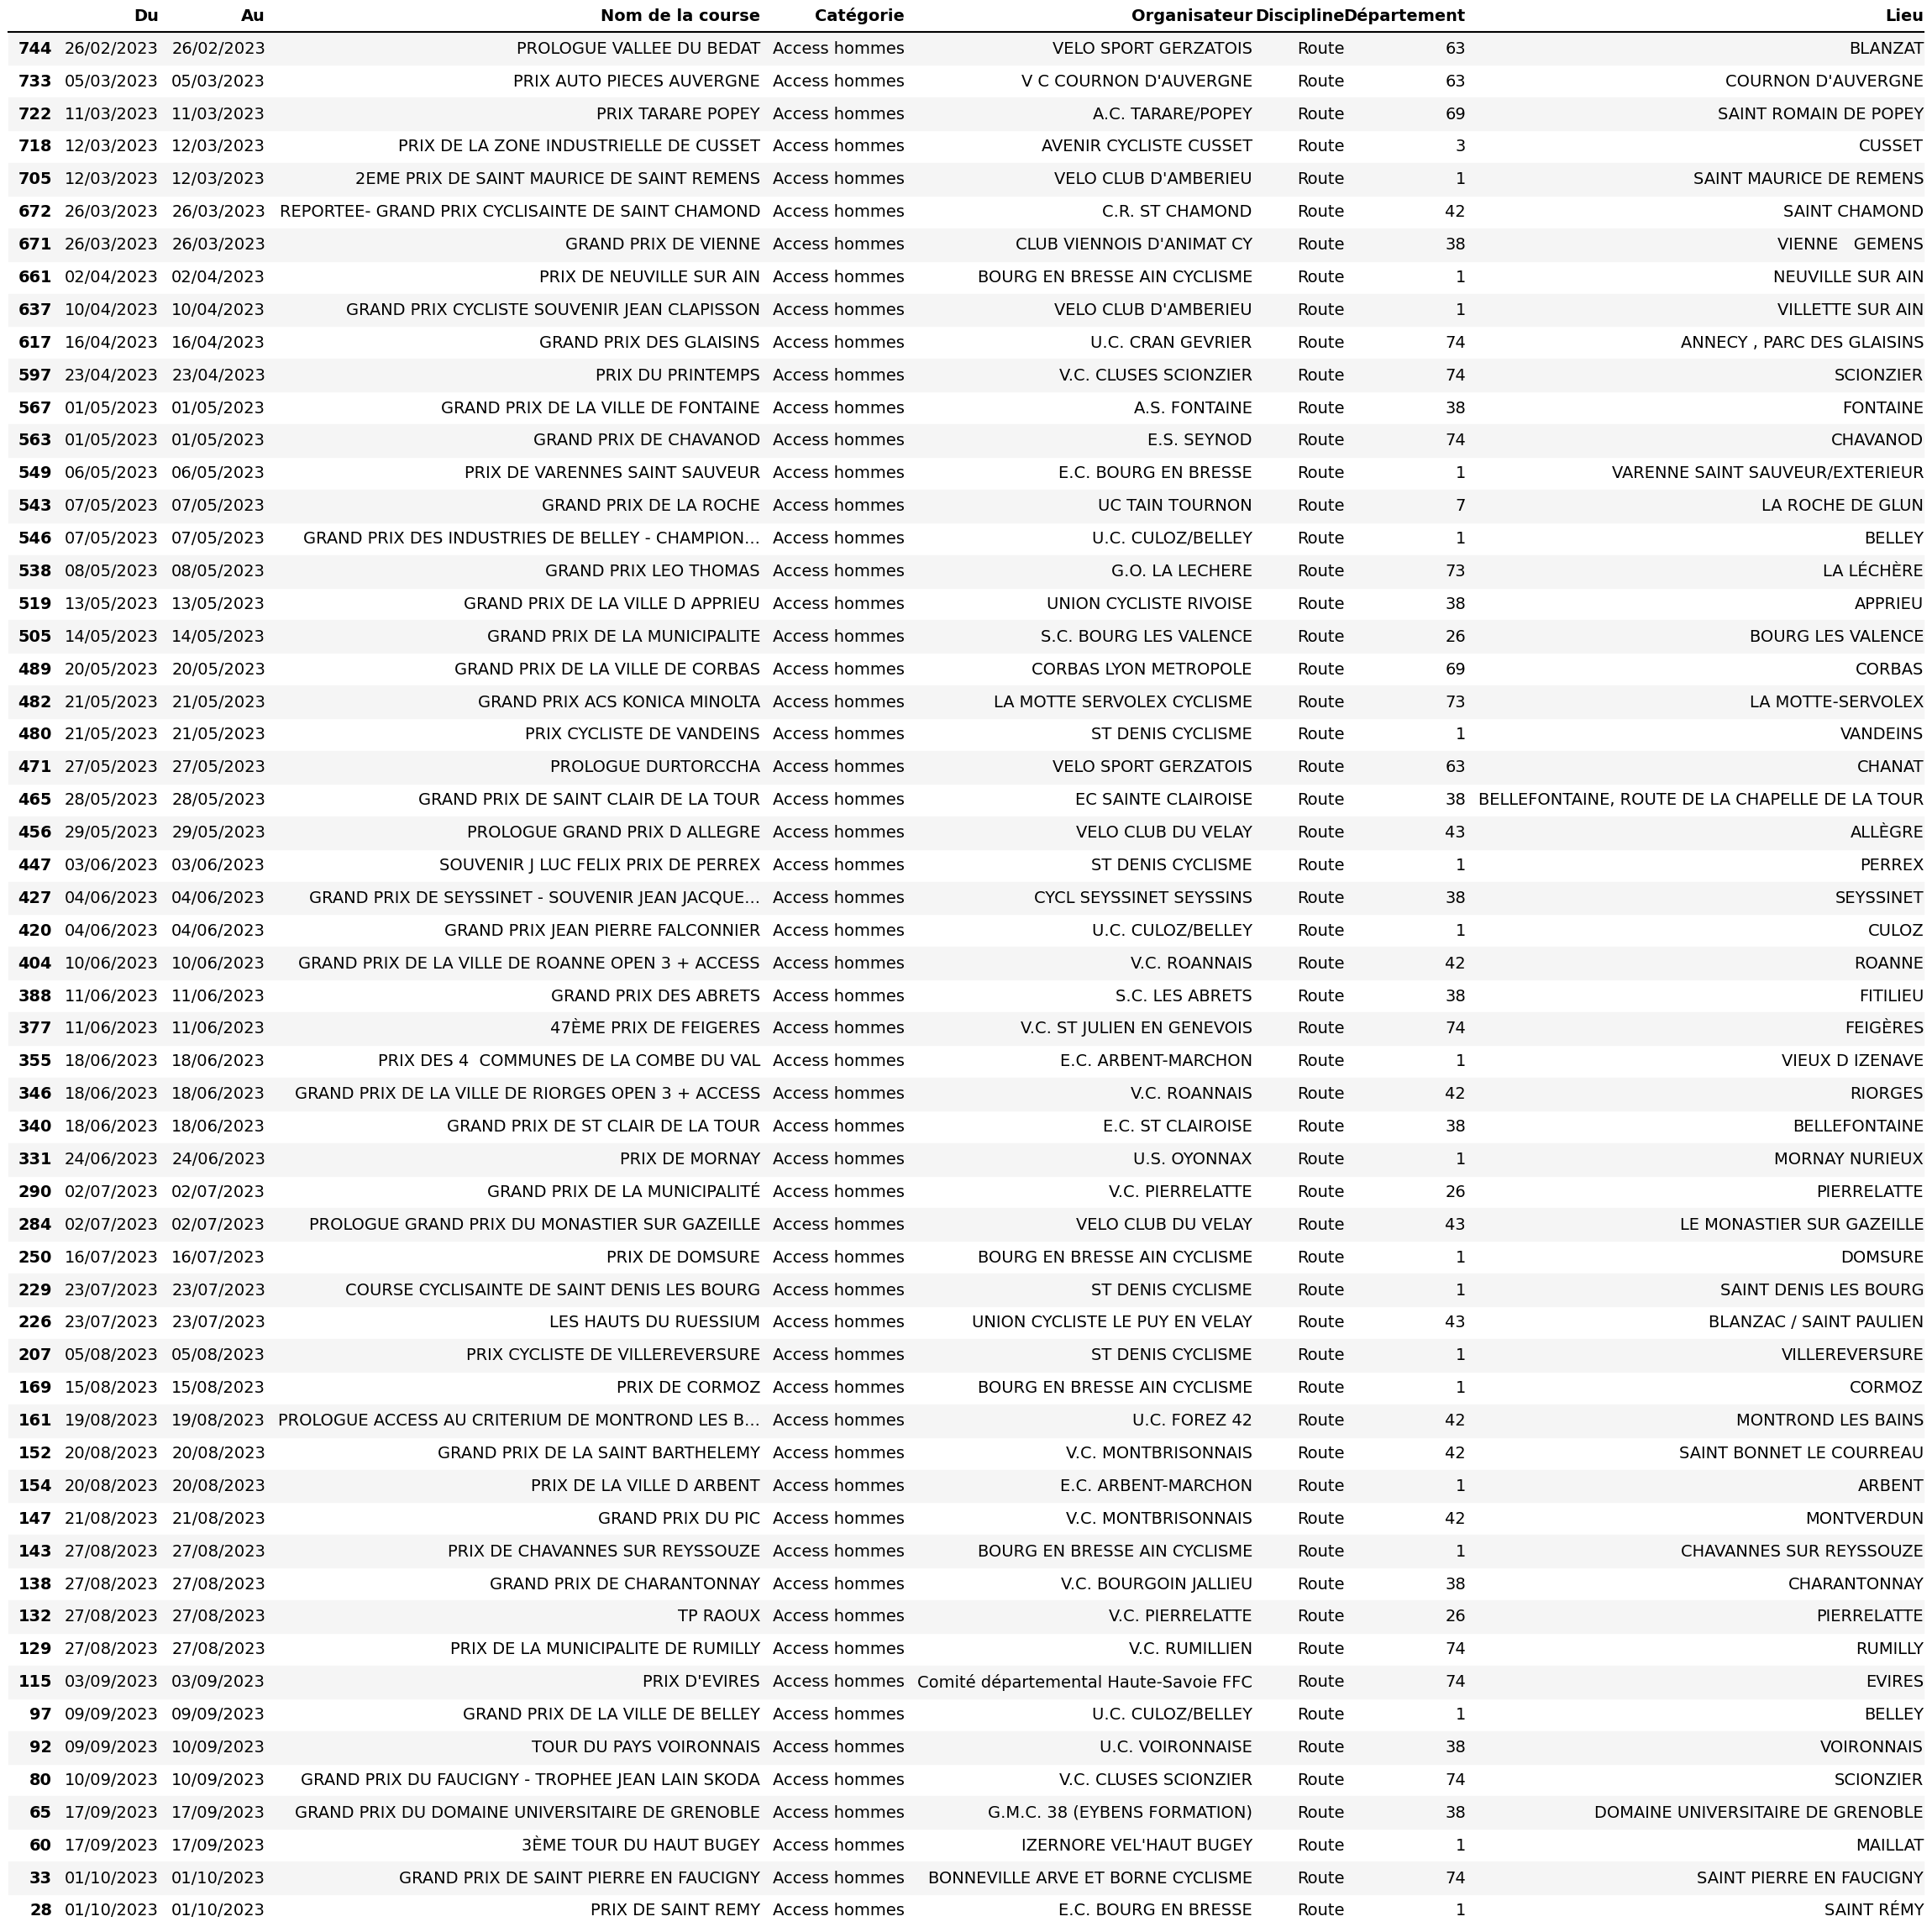 Du Au Nom de la course Catégorie Organisateur Discipline Département Lieu
744 26/02/2023 26/02/2023 PROLOGUE VALLEE DU BEDAT Access hommes VELO SPORT GERZATOIS Route 63 BLANZAT
733 05/03/2023 05/03/2023 PRIX AUTO PIECES AUVERGNE Access hommes V C COURNON D'AUVERGNE Route 63 COURNON D'AUVERGNE
722 11/03/2023 11/03/2023 PRIX TARARE POPEY Access hommes A.C. TARARE/POPEY Route 69 SAINT ROMAIN DE POPEY
718 12/03/2023 12/03/2023 PRIX DE LA ZONE INDUSTRIELLE DE CUSSET Access hommes AVENIR CYCLISTE CUSSET Route 3 CUSSET
705 12/03/2023 12/03/2023 2EME PRIX DE SAINT MAURICE DE SAINT REMENS Access hommes VELO CLUB D'AMBERIEU Route 1 SAINT MAURICE DE REMENS
672 26/03/2023 26/03/2023 REPORTEE- GRAND PRIX CYCLISAINTE DE SAINT CHAMOND Access hommes C.R. ST CHAMOND Route 42 SAINT CHAMOND
671 26/03/2023 26/03/2023 GRAND PRIX DE VIENNE Access hommes CLUB VIENNOIS D'ANIMAT CY Route 38 VIENNE   GEMENS
661 02/04/2023 02/04/2023 PRIX DE NEUVILLE SUR AIN Access hommes BOURG EN BRESSE AIN CYCLISME Route 1 NEUVILLE SUR AIN
637 10/04/2023 10/04/2023 GRAND PRIX CYCLISTE SOUVENIR JEAN CLAPISSON Access hommes VELO CLUB D'AMBERIEU Route 1 VILLETTE SUR AIN
617 16/04/2023 16/04/2023 GRAND PRIX DES GLAISINS Access hommes U.C. CRAN GEVRIER Route 74 ANNECY , PARC DES GLAISINS
597 23/04/2023 23/04/2023 PRIX DU PRINTEMPS Access hommes V.C. CLUSES SCIONZIER Route 74 SCIONZIER
567 01/05/2023 01/05/2023 GRAND PRIX DE LA VILLE DE FONTAINE Access hommes A.S. FONTAINE Route 38 FONTAINE
563 01/05/2023 01/05/2023 GRAND PRIX DE CHAVANOD Access hommes E.S. SEYNOD Route 74 CHAVANOD
549 06/05/2023 06/05/2023 PRIX DE VARENNES SAINT SAUVEUR Access hommes E.C. BOURG EN BRESSE Route 1 VARENNE SAINT SAUVEUR/EXTERIEUR
543 07/05/2023 07/05/2023 GRAND PRIX DE LA ROCHE Access hommes UC TAIN TOURNON Route 7 LA ROCHE DE GLUN
546 07/05/2023 07/05/2023 GRAND PRIX DES INDUSTRIES DE BELLEY - CHAMPION... Access hommes U.C. CULOZ/BELLEY Route 1 BELLEY
538 08/05/2023 08/05/2023 GRAND PRIX LEO THOMAS Access hommes G.O. LA LECHERE Route 73 LA LÉCHÈRE
519 13/05/2023 13/05/2023 GRAND PRIX DE LA VILLE D APPRIEU Access hommes UNION CYCLISTE RIVOISE Route 38 APPRIEU
505 14/05/2023 14/05/2023 GRAND PRIX DE LA MUNICIPALITE Access hommes S.C. BOURG LES VALENCE Route 26 BOURG LES VALENCE
489 20/05/2023 20/05/2023 GRAND PRIX DE LA VILLE DE CORBAS Access hommes CORBAS LYON METROPOLE Route 69 CORBAS
482 21/05/2023 21/05/2023 GRAND PRIX ACS KONICA MINOLTA Access hommes LA MOTTE SERVOLEX CYCLISME Route 73 LA MOTTE-SERVOLEX
480 21/05/2023 21/05/2023 PRIX CYCLISTE DE VANDEINS Access hommes ST DENIS CYCLISME Route 1 VANDEINS
471 27/05/2023 27/05/2023 PROLOGUE DURTORCCHA Access hommes VELO SPORT GERZATOIS Route 63 CHANAT
465 28/05/2023 28/05/2023 GRAND PRIX DE SAINT CLAIR DE LA TOUR Access hommes EC SAINTE CLAIROISE Route 38 BELLEFONTAINE, ROUTE DE LA CHAPELLE DE LA TOUR
456 29/05/2023 29/05/2023 PROLOGUE GRAND PRIX D ALLEGRE Access hommes VELO CLUB DU VELAY Route 43 ALLÈGRE
447 03/06/2023 03/06/2023 SOUVENIR J LUC FELIX PRIX DE PERREX Access hommes ST DENIS CYCLISME Route 1 PERREX
427 04/06/2023 04/06/2023 GRAND PRIX DE SEYSSINET - SOUVENIR JEAN JACQUE... Access hommes CYCL SEYSSINET SEYSSINS Route 38 SEYSSINET
420 04/06/2023 04/06/2023 GRAND PRIX JEAN PIERRE FALCONNIER Access hommes U.C. CULOZ/BELLEY Route 1 CULOZ
404 10/06/2023 10/06/2023 GRAND PRIX DE LA VILLE DE ROANNE OPEN 3 + ACCESS Access hommes V.C. ROANNAIS Route 42 ROANNE
388 11/06/2023 11/06/2023 GRAND PRIX DES ABRETS Access hommes S.C. LES ABRETS Route 38 FITILIEU
377 11/06/2023 11/06/2023 47ÈME PRIX DE FEIGERES Access hommes V.C. ST JULIEN EN GENEVOIS Route 74 FEIGÈRES
355 18/06/2023 18/06/2023 PRIX DES 4  COMMUNES DE LA COMBE DU VAL Access hommes E.C. ARBENT-MARCHON Route 1 VIEUX D IZENAVE
346 18/06/2023 18/06/2023 GRAND PRIX DE LA VILLE DE RIORGES OPEN 3 + ACCESS Access hommes V.C. ROANNAIS Route 42 RIORGES
340 18/06/2023 18/06/2023 GRAND PRIX DE ST CLAIR DE LA TOUR Access hommes E.C. ST CLAIROISE Route 38 BELLEFONTAINE
331 24/06/2023 24/06/2023 PRIX DE MORNAY Access hommes U.S. OYONNAX Route 1 MORNAY NURIEUX
290 02/07/2023 02/07/2023 GRAND PRIX DE LA MUNICIPALITÉ Access hommes V.C. PIERRELATTE Route 26 PIERRELATTE
284 02/07/2023 02/07/2023 PROLOGUE GRAND PRIX DU MONASTIER SUR GAZEILLE Access hommes VELO CLUB DU VELAY Route 43 LE MONASTIER SUR GAZEILLE
250 16/07/2023 16/07/2023 PRIX DE DOMSURE Access hommes BOURG EN BRESSE AIN CYCLISME Route 1 DOMSURE
229 23/07/2023 23/07/2023 COURSE CYCLISAINTE DE SAINT DENIS LES BOURG Access hommes ST DENIS CYCLISME Route 1 SAINT DENIS LES BOURG
226 23/07/2023 23/07/2023 LES HAUTS DU RUESSIUM Access hommes UNION CYCLISTE LE PUY EN VELAY Route 43 BLANZAC / SAINT PAULIEN
207 05/08/2023 05/08/2023 PRIX CYCLISTE DE VILLEREVERSURE Access hommes ST DENIS CYCLISME Route 1 VILLEREVERSURE
169 15/08/2023 15/08/2023 PRIX DE CORMOZ Access hommes BOURG EN BRESSE AIN CYCLISME Route 1 CORMOZ
161 19/08/2023 19/08/2023 PROLOGUE ACCESS AU CRITERIUM DE MONTROND LES B... Access hommes U.C. FOREZ 42 Route 42 MONTROND LES BAINS
152 20/08/2023 20/08/2023 GRAND PRIX DE LA SAINT BARTHELEMY Access hommes V.C. MONTBRISONNAIS Route 42 SAINT BONNET LE COURREAU
154 20/08/2023 20/08/2023 PRIX DE LA VILLE D ARBENT Access hommes E.C. ARBENT-MARCHON Route 1 ARBENT
147 21/08/2023 21/08/2023 GRAND PRIX DU PIC Access hommes V.C. MONTBRISONNAIS Route 42 MONTVERDUN
143 27/08/2023 27/08/2023 PRIX DE CHAVANNES SUR REYSSOUZE Access hommes BOURG EN BRESSE AIN CYCLISME Route 1 CHAVANNES SUR REYSSOUZE
138 27/08/2023 27/08/2023 GRAND PRIX DE CHARANTONNAY Access hommes V.C. BOURGOIN JALLIEU Route 38 CHARANTONNAY
132 27/08/2023 27/08/2023 TP RAOUX Access hommes V.C. PIERRELATTE Route 26 PIERRELATTE
129 27/08/2023 27/08/2023 PRIX DE LA MUNICIPALITE DE RUMILLY Access hommes V.C. RUMILLIEN Route 74 RUMILLY
115 03/09/2023 03/09/2023 PRIX D'EVIRES Access hommes Comité départemental Haute-Savoie FFC Route 74 EVIRES
97 09/09/2023 09/09/2023 GRAND PRIX DE LA VILLE DE BELLEY Access hommes U.C. CULOZ/BELLEY Route 1 BELLEY
92 09/09/2023 10/09/2023 TOUR DU PAYS VOIRONNAIS Access hommes U.C. VOIRONNAISE Route 38 VOIRONNAIS
80 10/09/2023 10/09/2023 GRAND PRIX DU FAUCIGNY - TROPHEE JEAN LAIN SKODA Access hommes V.C. CLUSES SCIONZIER Route 74 SCIONZIER
65 17/09/2023 17/09/2023 GRAND PRIX DU DOMAINE UNIVERSITAIRE DE GRENOBLE Access hommes G.M.C. 38 (EYBENS FORMATION) Route 38 DOMAINE UNIVERSITAIRE DE GRENOBLE
60 17/09/2023 17/09/2023 3ÈME TOUR DU HAUT BUGEY Access hommes IZERNORE VEL'HAUT BUGEY Route 1 MAILLAT
33 01/10/2023 01/10/2023 GRAND PRIX DE SAINT PIERRE EN FAUCIGNY Access hommes BONNEVILLE ARVE ET BORNE CYCLISME Route 74 SAINT PIERRE EN FAUCIGNY
28 01/10/2023 01/10/2023 PRIX DE SAINT REMY Access hommes E.C. BOURG EN BRESSE Route 1 SAINT RÉMY